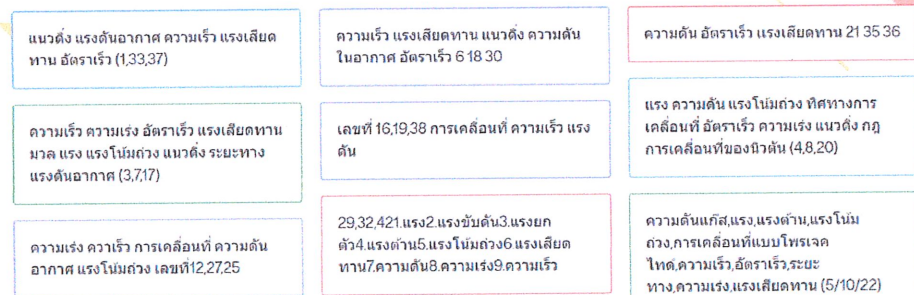 แนวดิ่ง แรงดันอากาศ ความเร็ว แรงเสียด
ทาน อัตราเร็ว (1,33,37)
ความเร็ว แรงเสียดทาน แนวดิ่ง ความดัน
ในอากาศ อัตราเร็ว 6 18 30
ความดัน อัตราเร็ว แรงเสียดทาน 21 35 36
ความเร็ว ความเร่ง อัตราเร็ว แรงเสียดทาน
มวล แรง แรงโน้มถ่วง แนวดิ่ง ระยะทาง
แรงดันอากาศ (3,7,17)
เลขที่ 16,19,38 การเคลื่อนที่ ความเร็ว แรง
ดัน
แรง ความดัน แรงโน้มถ่วง ทิศทางการ
เคลื่อนที่ อัตราเร็ว ความเร่ง แนวดิ่ง กฎ
การเคลื่อนที่ของนิวตัน (4,8,20)
ความเร่ง ควาเร็ว การเคลื่อนที่ ความดัน
อากาศ แรงโน้มถ่วง เลขที่12,27,25
29,32,421.แรง2.แรงขับดัน3.แรงยก
ตัว4.แรงต้าน5.แรงโน้มถ่วง6 แรงเสียด
ทาน7.ความดัน8.ความเร่ง9.ความเร็ว
ความดันแก๊ส,แรง,แรงต้าน,แรงโน้ม
ถ่วง,การเคลื่อนที่แบบโพรเจค
ไทด์,ความเร็ว,อัตราเร็ว,ระยะ
ทาง,ความเร่ง,แรงเสียดทาน (5/10/22)